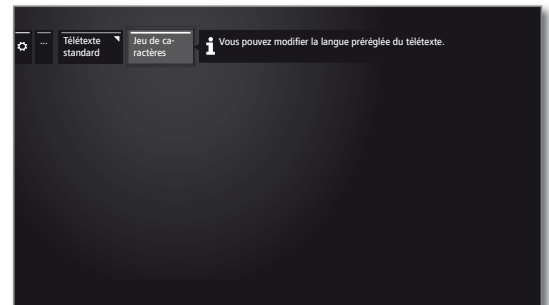 ...
Télétexte
standard
Jeu de ca-
ractères
Vous pouvez modifier la langue préréglée du télétexte.